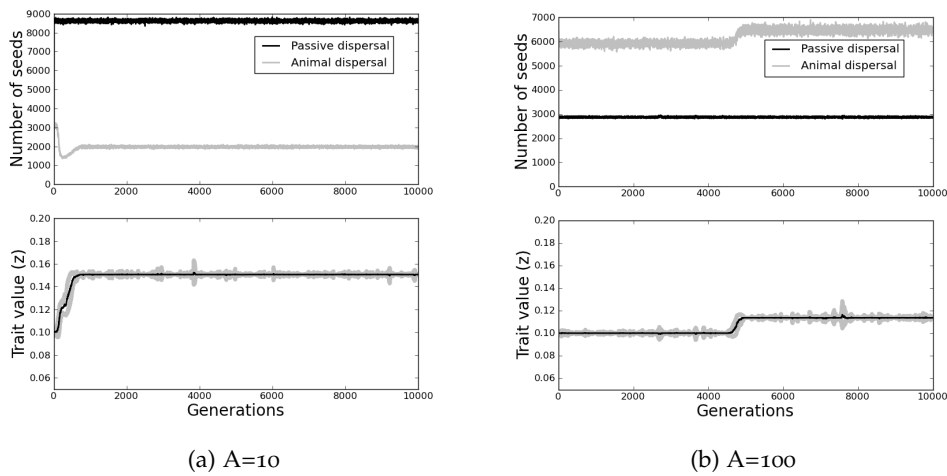 9000
8000
7000
6000
5000
4000
3000
2000
1000
0
Number of seeds
Passive dispersal
Animal dispersal
0 2000 4000 6000 8000 10000
0.20
0.18
0.16
0.14
0.12
0.10
0.08
0.06
Trait value (z)
0 2000 4000 6000 8000 10000
Generations
(a) A=10
7000
6000
5000
4000
3000
2000
1000
0
Number of seeds
Passive dispersal
Animal dispersal
0 2000 4000 6000 8000 10000
0.20
0.18
0.16
0.14
0.12
0.10
0.08
0.06
Trait value (z)
0 2000 4000 6000 8000 10000
Generations
(b) A=100